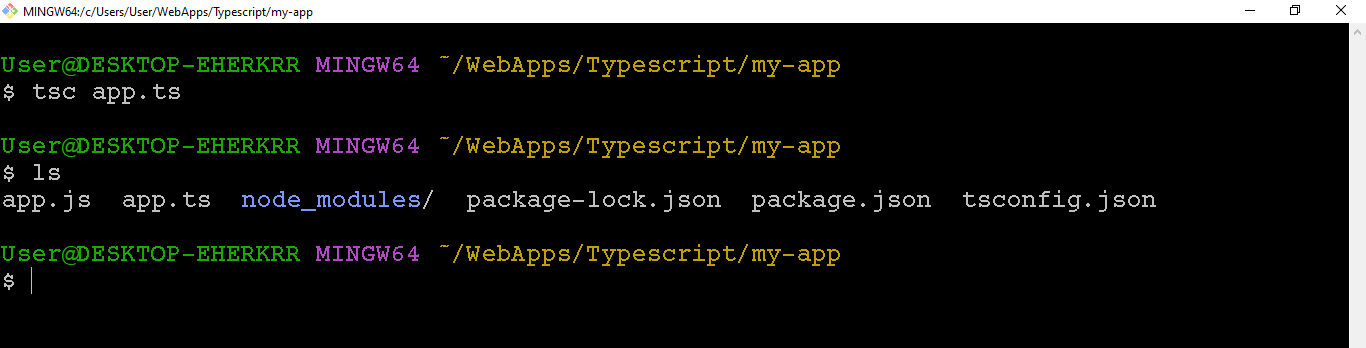 MINGW64:/c/Users/User/WebApps/Typescript/my-app
User@DESKTOP-EHERKRR MINGW64 ~/WebApps/Typescript/my-app
$ tsc app.ts
User@DESKTOP-EHERKRR MINGW64 ~/WebApps/Typescript/my-app
$ ls
app.js  app.ts  node_modules/  package-lock.json  package.json  tsconfig.json
User@DESKTOP-EHERKRR MINGW64 ~/WebApps/Typescript/my-app
$